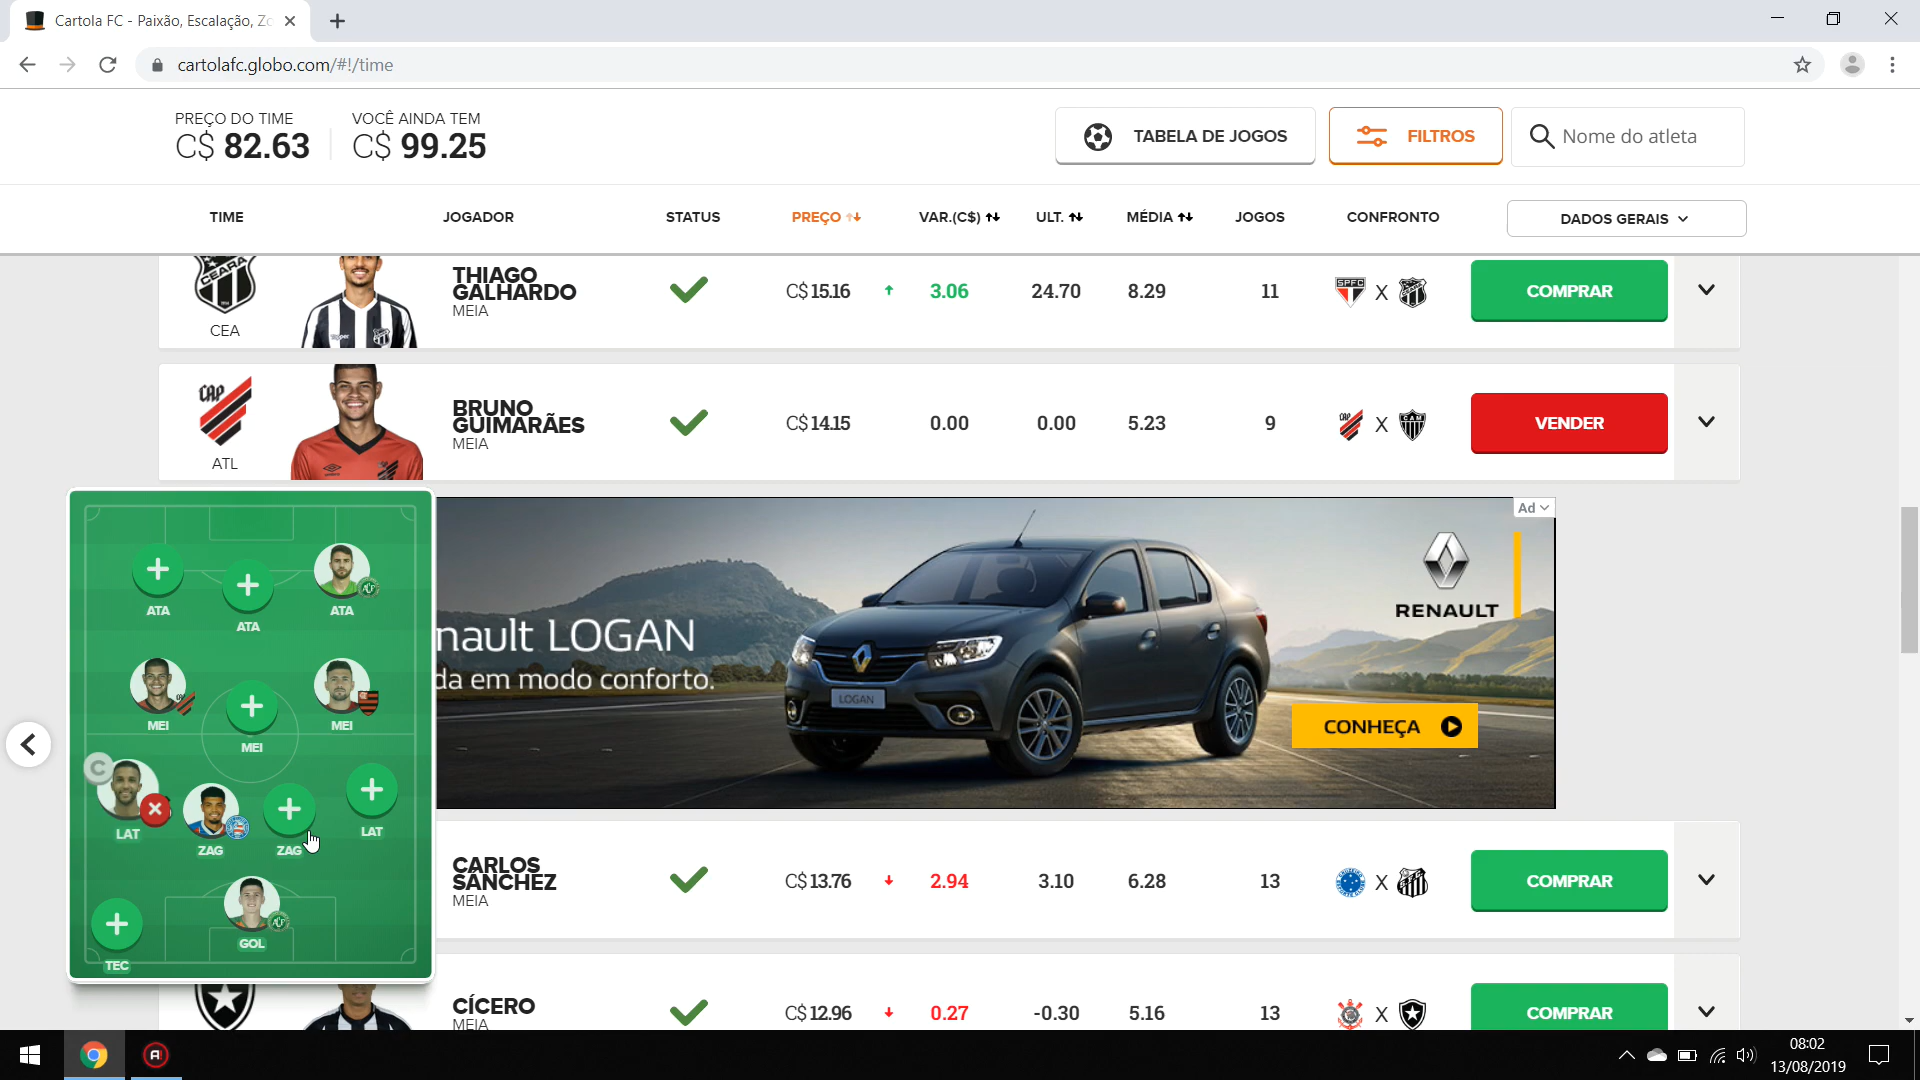 Cartola FC - Paixão, Escalação, Zo
cartolafc.globo.com/#!/time
PREÇO DO TIME
C$ 82.63
VOCÊ AINDA TEM
C$ 99.25
TABELA DE JOGOS
FILTROS
Nome do atleta
TIME JOGADOR STATUS PREÇO VAR.(C$) ULT. MÉDIA JOGOS CONFRONTO DADOS GERAIS
CEARÁ
CEA
THIAGO
GALHARDO
MEIA
C$ 15.16 3.06 24.70 8.29 11 SPFC X COMPRAR
CAP
ATL
BRUNO
GUIMARÃES
MEIA
C$ 14.15 0.00 0.00 5.23 9 CAP X CAM VENDER
Ad
RENAULT
nault LOGAN
da em modo conforto.
LOGAN
CONHEÇA
ATA
ATA
ATA
MEI
MEI
MEI
C
LAT
ZAG
ZAG
LAT
GOL
TEC
CARLOS
SÁNCHEZ
MEIA
C$ 13.76 2.94 3.10 6.28 13 X COMPRAR
CÍCERO
MEIA
C$ 12.96 0.27 -0.30 5.16 13 X COMPRAR
A!
08:02
13/08/2019